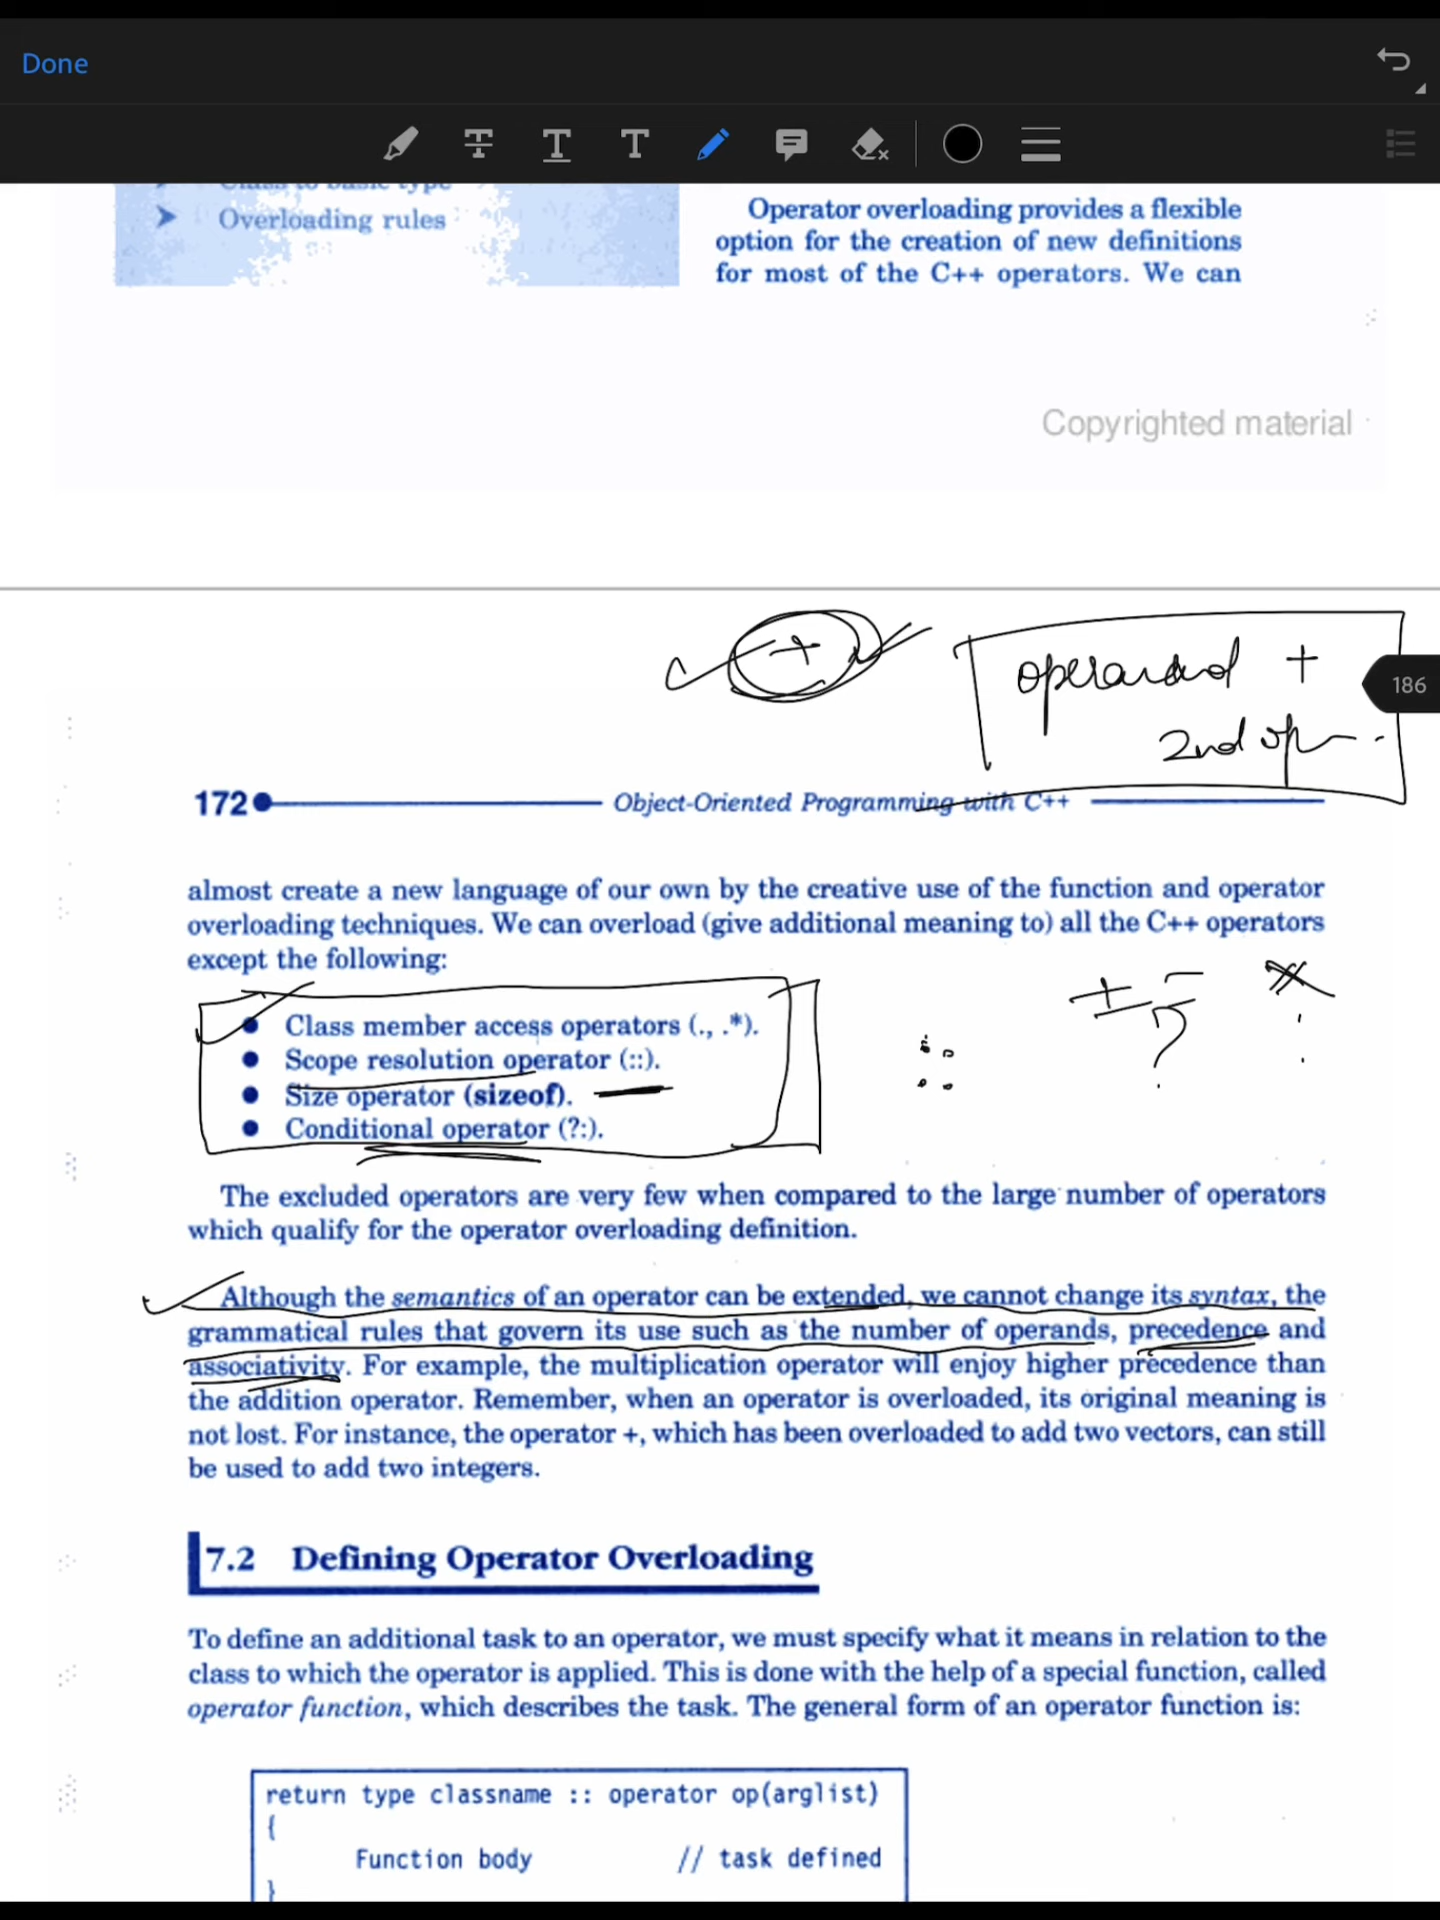 Done
Class to basic type
➤ Overloading rules
Operator overloading provides a flexible
option for the creation of new definitions
for most of the C++ operators. We can
Copyrighted material
+
operanded +
2nd op
186
172 Object-Oriented Programming with C++
almost create a new language of our own by the creative use of the function and operator
overloading techniques. We can overload (give additional meaning to) all the C++ operators
except the following:
● Class member access operators (., .*).
● Scope resolution operator (::).
● Size operator (sizeof).
● Conditional operator (?:).
+ - *
The excluded operators are very few when compared to the large number of operators
which qualify for the operator overloading definition.
Although the semantics of an operator can be extended, we cannot change its syntax, the
grammatical rules that govern its use such as the number of operands, precedence and
associativity. For example, the multiplication operator will enjoy higher precedence than
the addition operator. Remember, when an operator is overloaded, its original meaning is
not lost. For instance, the operator +, which has been overloaded to add two vectors, can still
be used to add two integers.
7.2 Defining Operator Overloading
To define an additional task to an operator, we must specify what it means in relation to the
class to which the operator is applied. This is done with the help of a special function, called
operator function, which describes the task. The general form of an operator function is:
return type classname :: operator op(arglist)
{
Function body // task defined
}